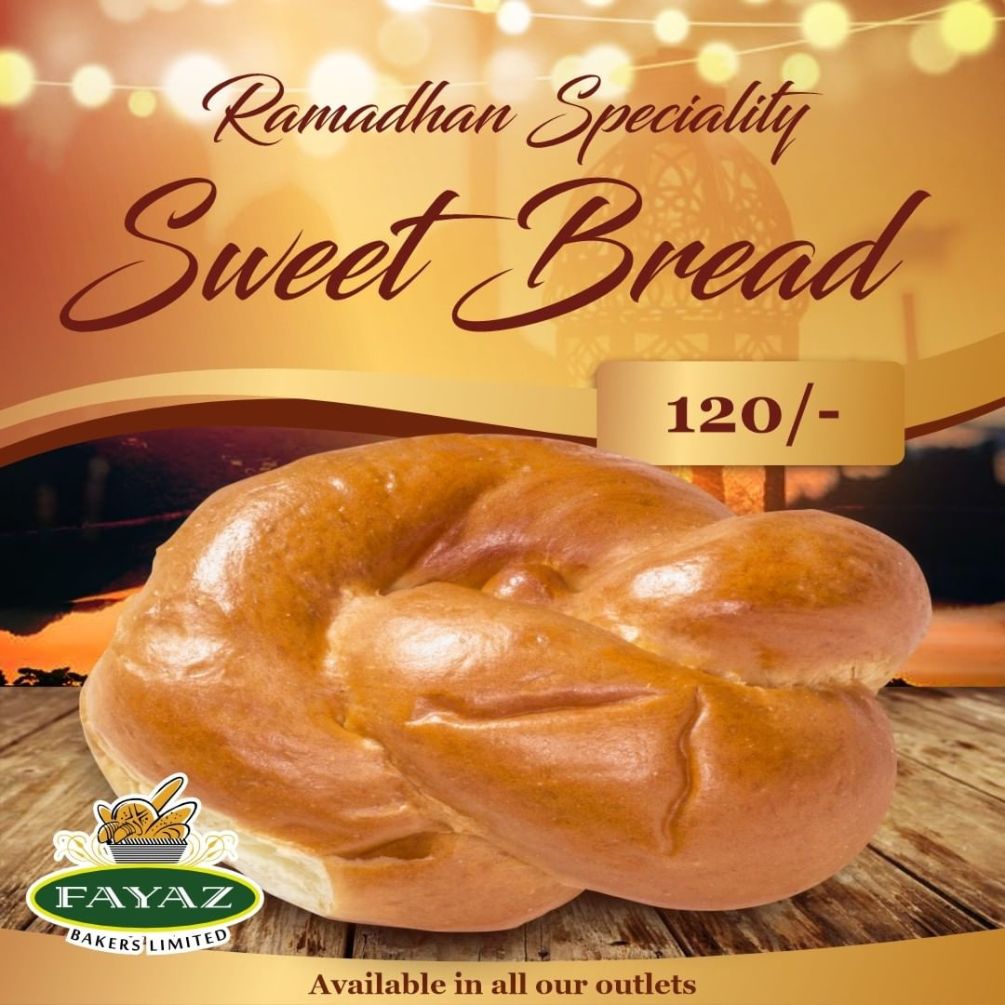 Ramadhan Speciality
Sweet Bread
120/-
FAYAZ
BAKERS LIMITED
Available in all our outlets